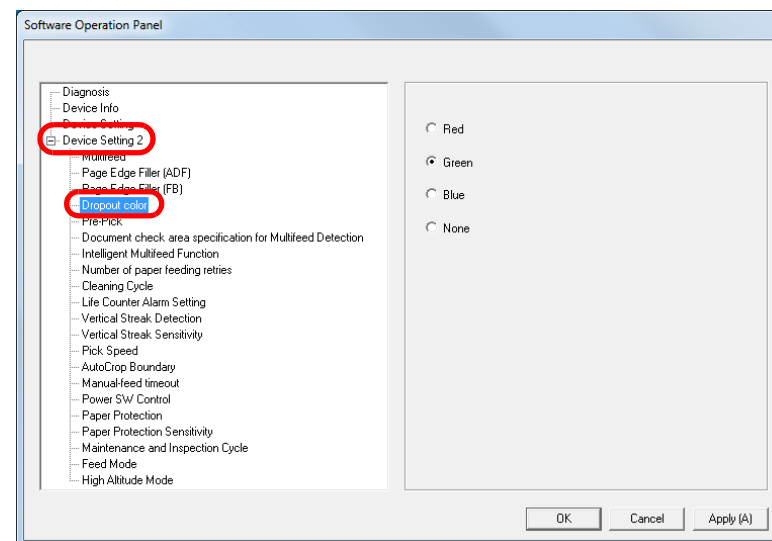 Software Operation Panel
Diagnosis
Device Info
Device Setting
Device Setting 2
Multifeed
Page Edge Filler (ADF)
Page Edge Filler (FB)
Dropout color
Pre-Pick
Document check area specification for Multifeed Detection
Intelligent Multifeed Function
Number of paper feeding retries
Cleaning Cycle
Life Counter Alarm Setting
Vertical Streak Detection
Vertical Streak Sensitivity
Pick Speed
AutoCrop Boundary
Manual-feed timeout
Power SW Control
Paper Protection
Paper Protection Sensitivity
Maintenance and Inspection Cycle
Feed Mode
High Altitude Mode
Red
Green
Blue
None
OK Cancel Apply (A)